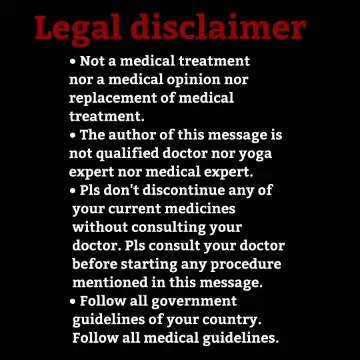 Legal disclaimer
• Not a medical treatment
nor a medical opinion nor
replacement of medical
treatment.
• The author of this message is
not qualified doctor nor yoga
expert nor medical expert.
• Pls don't discontinue any of
your current medicines
without consulting your
doctor. Pls consult your doctor
before starting any procedure
mentioned in this message.
• Follow all government
guidelines of your country.
Follow all medical guidelines.